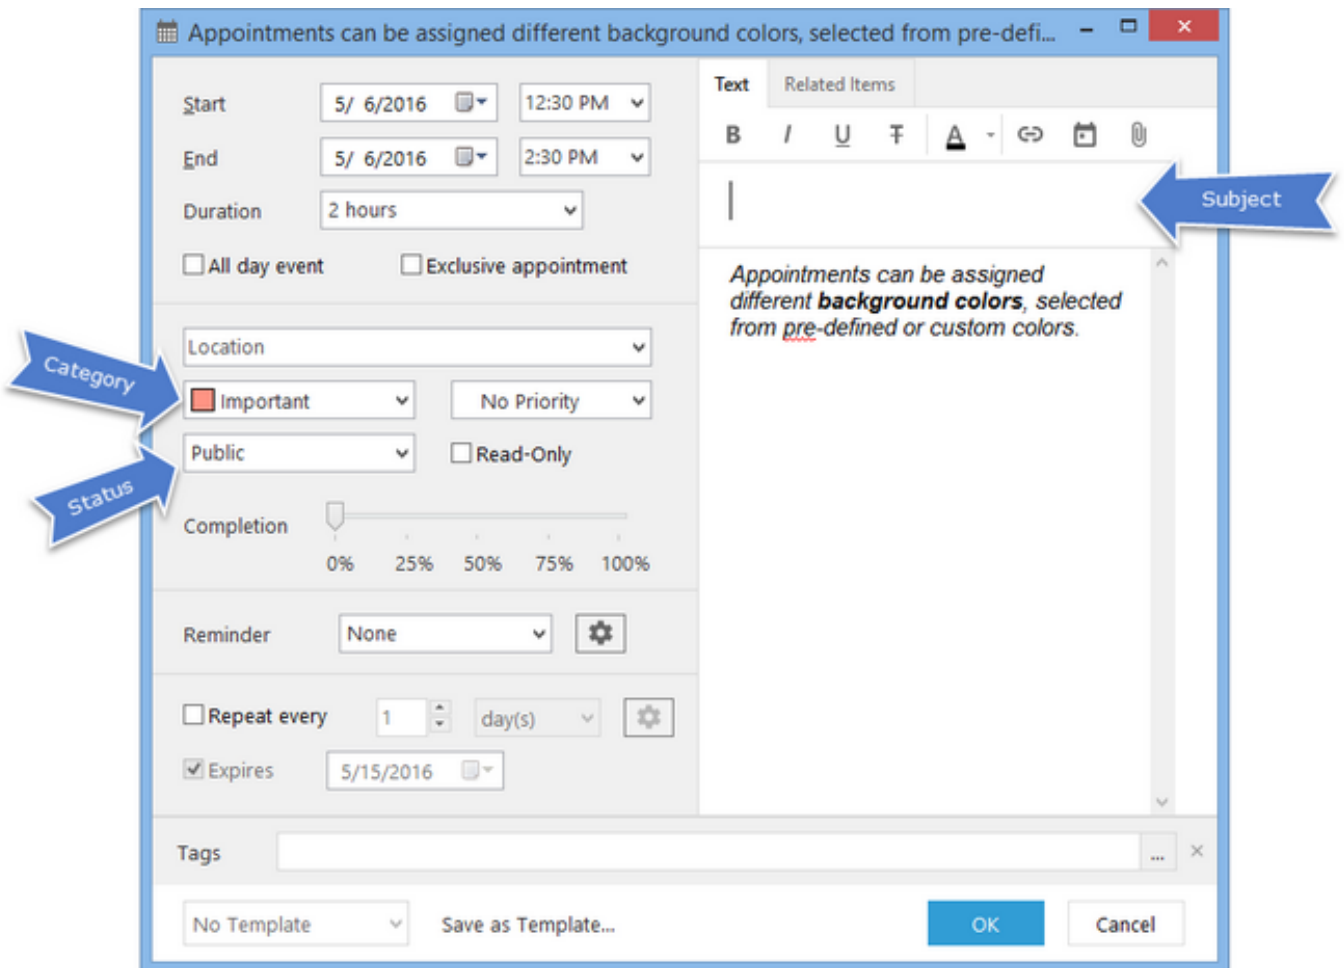 Appointments can be assigned different background colors, selected from pre-defi...
Start 5/ 6/2016 12:30 PM
End 5/ 6/2016 2:30 PM
Duration 2 hours
All day event Exclusive appointment
Location
Category
Important No Priority
Public Read-Only
Status
Completion
0% 25% 50% 75% 100%
Reminder None
Repeat every 1 day(s)
Expires 5/15/2016
Text Related Items
B I U T A
Subject
Appointments can be assigned
different background colors, selected
from pre-defined or custom colors.
Tags ...
No Template Save as Template... OK Cancel